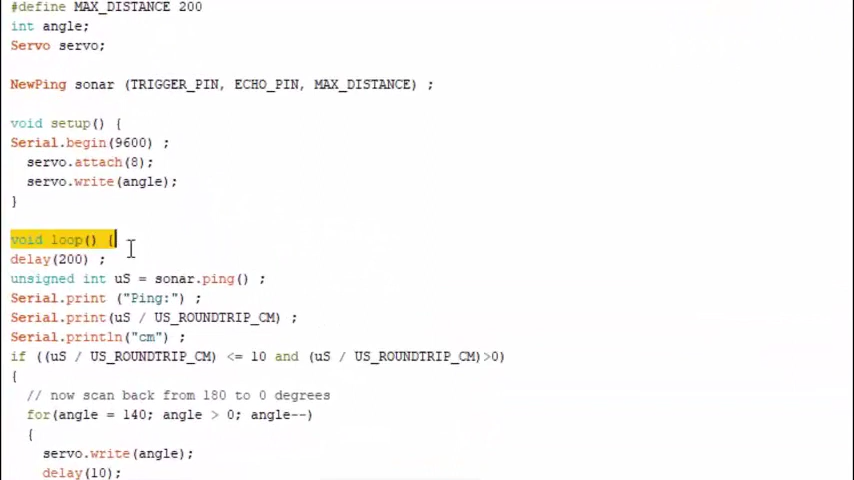 #define MAX_DISTANCE 200
int angle;
Servo servo;
NewPing sonar (TRIGGER_PIN, ECHO_PIN, MAX_DISTANCE) ;
void setup() {
Serial.begin(9600) ;
servo.attach(8);
servo.write(angle);
}
void loop() {
delay(200) ;
unsigned int uS = sonar.ping() ;
Serial.print ("Ping:") ;
Serial.print(uS / US_ROUNDTRIP_CM) ;
Serial.println("cm") ;
if ((uS / US_ROUNDTRIP_CM) <= 10 and (uS / US_ROUNDTRIP_CM)>0)
{
// now scan back from 180 to 0 degrees
for(angle = 140; angle > 0; angle--)
{
servo.write(angle);
delay(10);